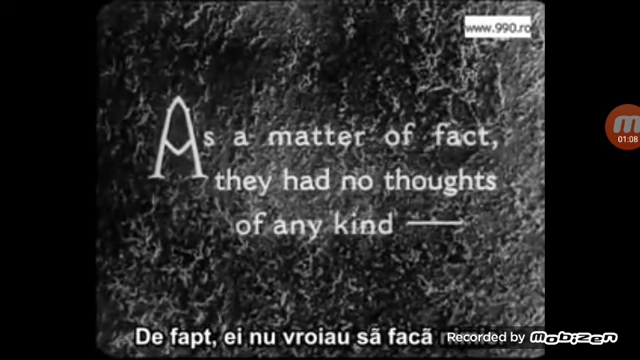 www.990.ro
As a matter of fact,
they had no thoughts
of any kind —
01:08
De fapt, ei nu vroiau să facă
Recorded by mobizen